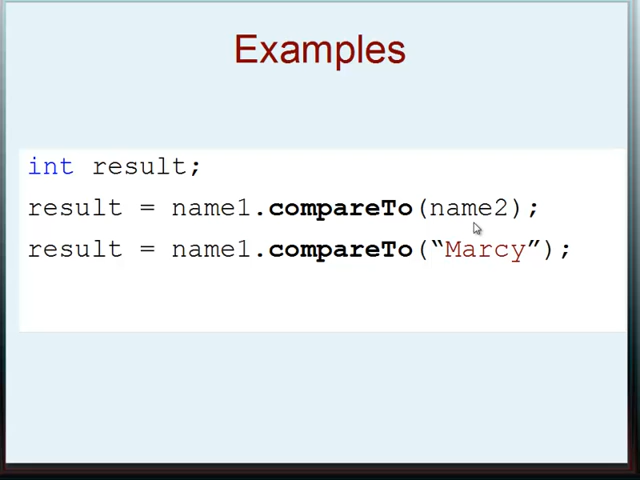 Examples
int result;
result = name1.compareTo(name2);
result = name1.compareTo(“Marcy”);